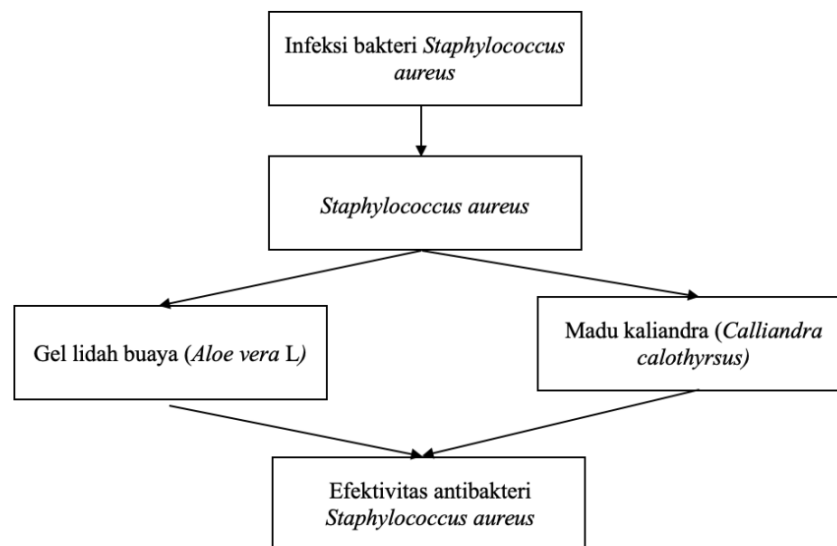 Infeksi bakteri Staphylococcus
aureus
Staphylococcus aureus
Gel lidah buaya (Aloe vera L)
Madu kaliandra (Calliandra
calothyrsus)
Efektivitas antibakteri
Staphylococcus aureus